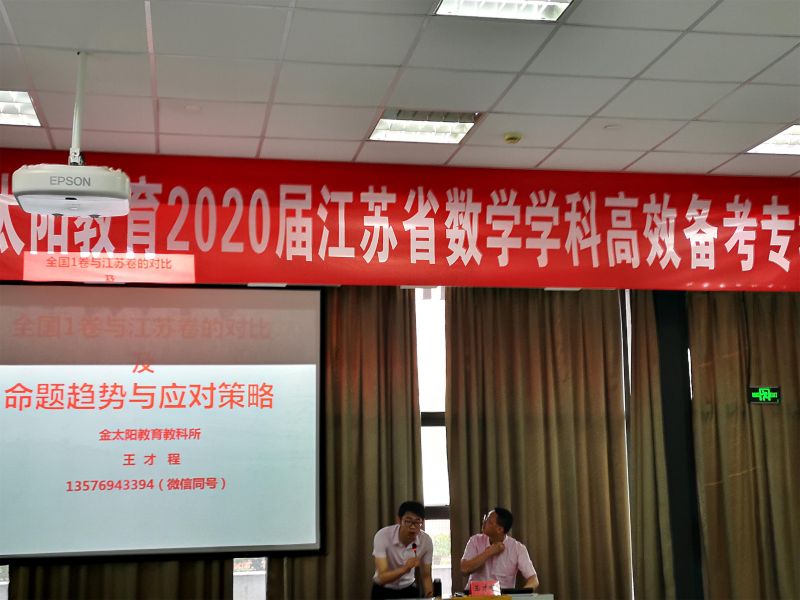 EPSON
太阳教育2020届江苏省数学学科高效备考专
全国1卷与江苏卷的对比
全国1卷与江苏卷的对比
及
命题趋势与应对策略
金太阳教育教科所
王 才 程
13576943394（微信同号）